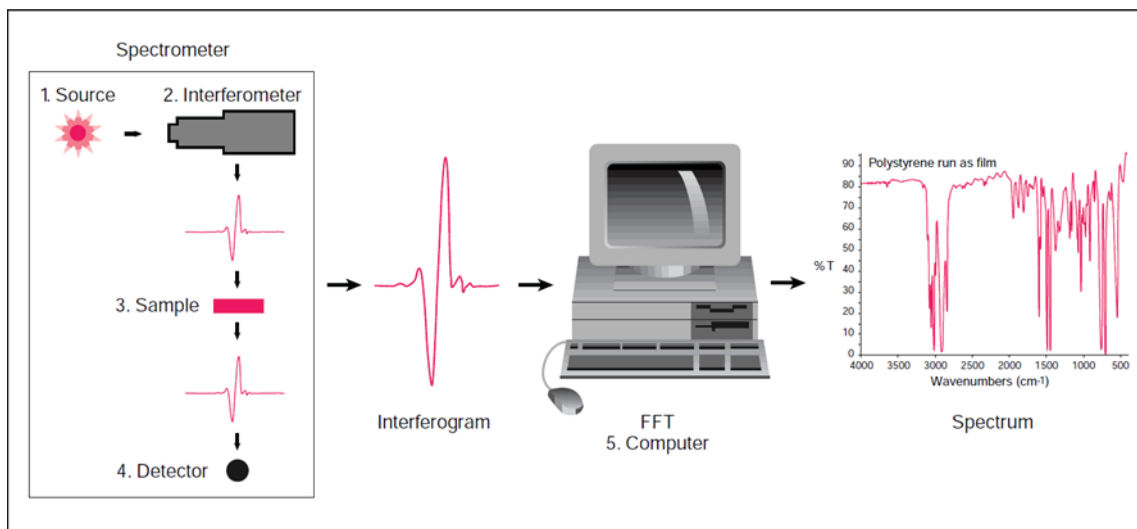 Spectrometer
1. Source
2. Interferometer
3. Sample
4. Detector
Interferogram
FFT
5. Computer
Polystyrene run as film
%T
90
80
70
60
50
40
30
20
10
0
4000 3500 3000 2500 2000 1500 1000 500
Wavenumbers (cm-1)
Spectrum